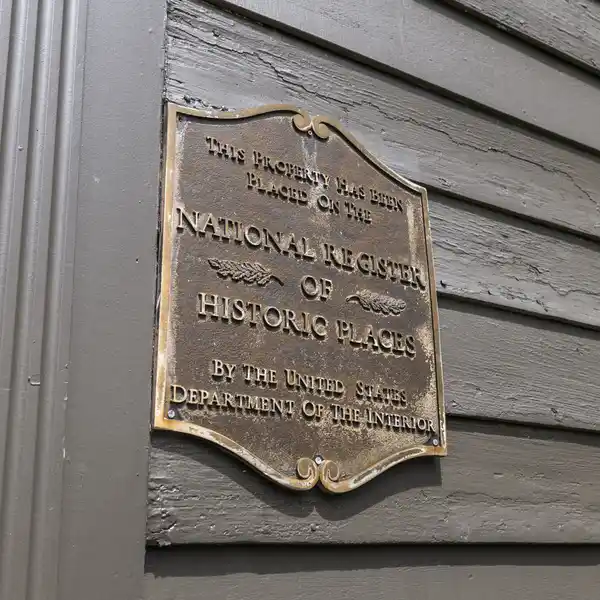 THIS PROPERTY HAS BEEN
PLACED ON THE
NATIONAL REGISTER
OF
HISTORIC PLACES
BY THE UNITED STATES
DEPARTMENT OF THE INTERIOR